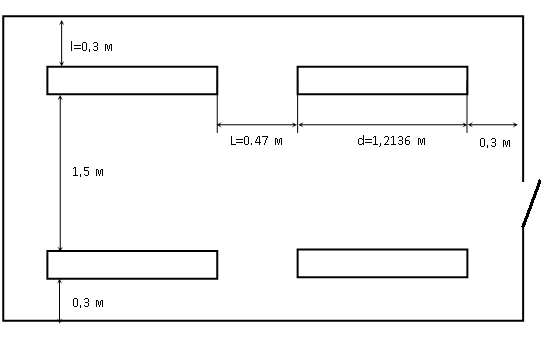 l=0,3 м
L=0.47 м
d=1,2136 м
0,3 м
1,5 м
0,3 м